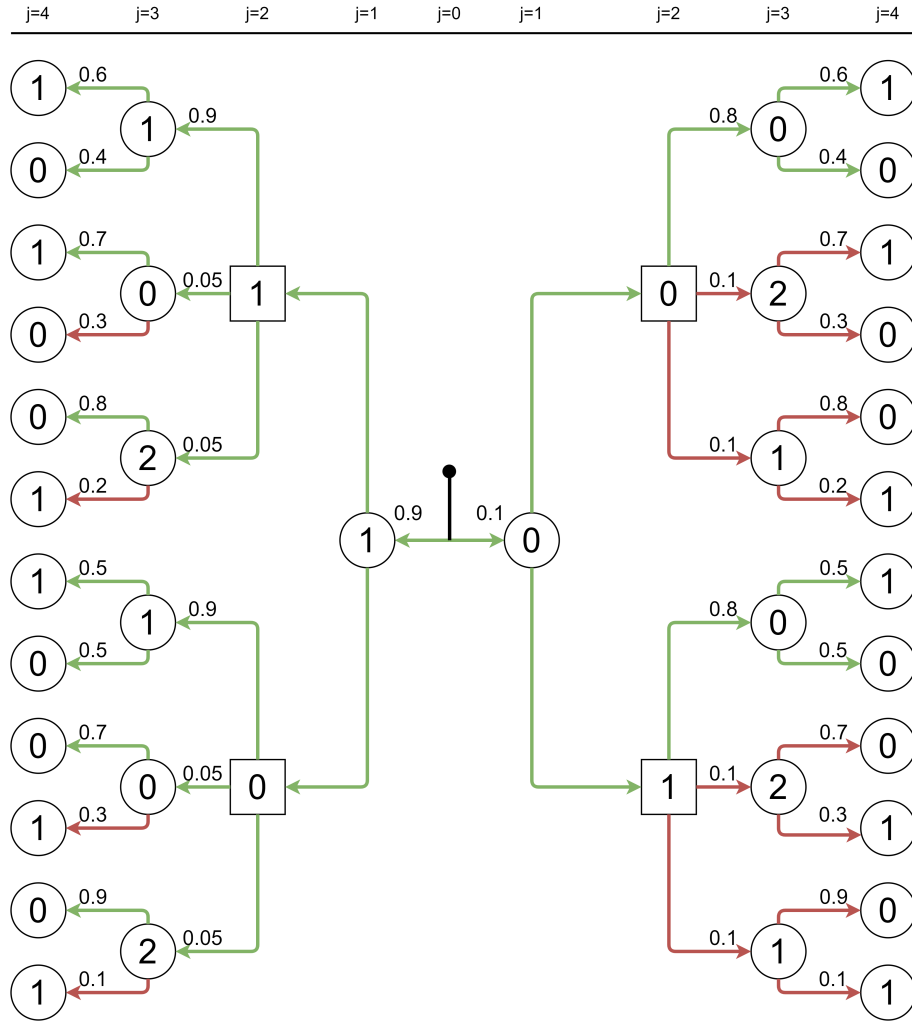 j=4 j=3 j=2 j=1 j=0 j=1 j=2 j=3 j=4
1 0.6 0.6 1
1 0.9 0.8 0
0 0.4 0.4 0
1 0.7 0.7 1
0 0.05 1 0 0.1 2
0 0.3 0.3 0
0 0.8 0.8 0
2 0.05 0.1 1
1 0.2 0.2 1
1 0.9 0.1 0
1 0.5 0.5 1
1 0.9 0.8 0
0 0.5 0.5 0
0 0.7 0.7 0
0 0.05 0 1 0.1 2
1 0.3 0.3 1
0 0.9 0.9 0
2 0.05 0.1 1
1 0.1 0.1 1